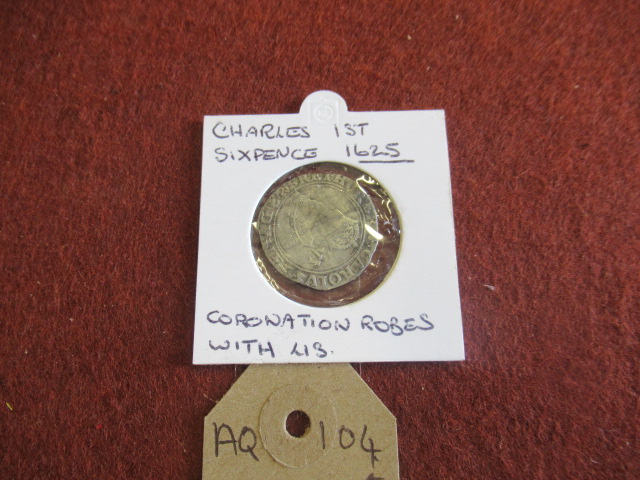 CHARLES 1ST
SIXPENCE 1625
CORONATION ROBES
WITH LIS.
AQ 104